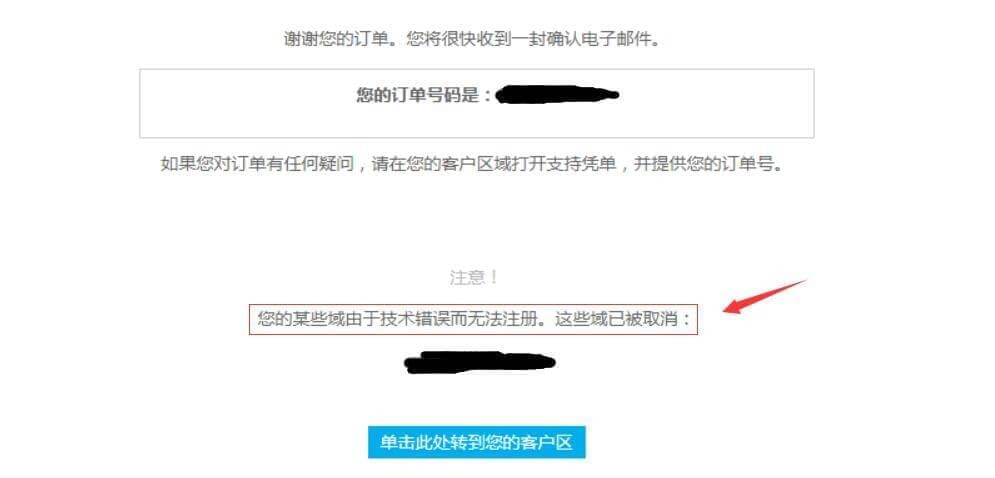 谢谢您的订单。您将很快收到一封确认电子邮件。
您的订单号码是：
如果您对订单有任何疑问，请在您的客户区域打开支持凭单，并提供您的订单号。
注意！
您的某些域由于技术错误而无法注册。这些域已被取消：
单击此处转到您的客户区